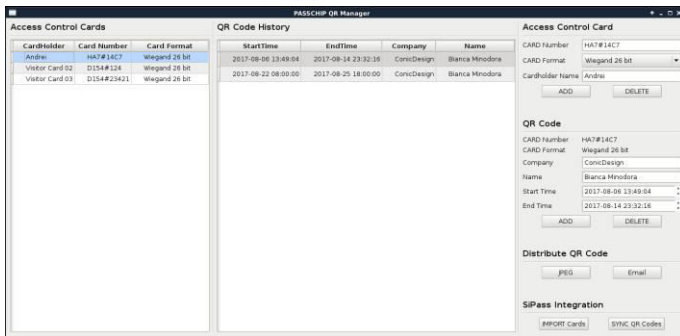 PASSCHIP QR Manager
Access Control Cards
CardHolder Card Number Card Format
Andrei HA7#14C7 Wiegand 26 bit
Visitor Card 02 D154#124 Wiegand 26 bit
Visitor Card 03 D154#23421 Wiegand 26 bit
QR Code History
StartTime EndTime Company Name
2017-08-06 13:49:04 2017-08-14 23:32:16 ConicDesign Bianca Minodora
2017-08-22 08:00:00 2017-08-25 18:00:00 ConicDesign Bianca Minodora
Access Control Card
CARD Number HA7#14C7
CARD Format Wiegand 26 bit
Cardholder Name Andrei
ADD DELETE
QR Code
CARD Number HA7#14C7
CARD Format Wiegand 26 bit
Company ConicDesign
Name Bianca Minodora
Start Time 2017-08-06 13:49:04
End Time 2017-08-14 23:32:16
ADD DELETE
Distribute QR Code
JPEG Email
SiPass Integration
IMPORT Cards SYNC QR Codes